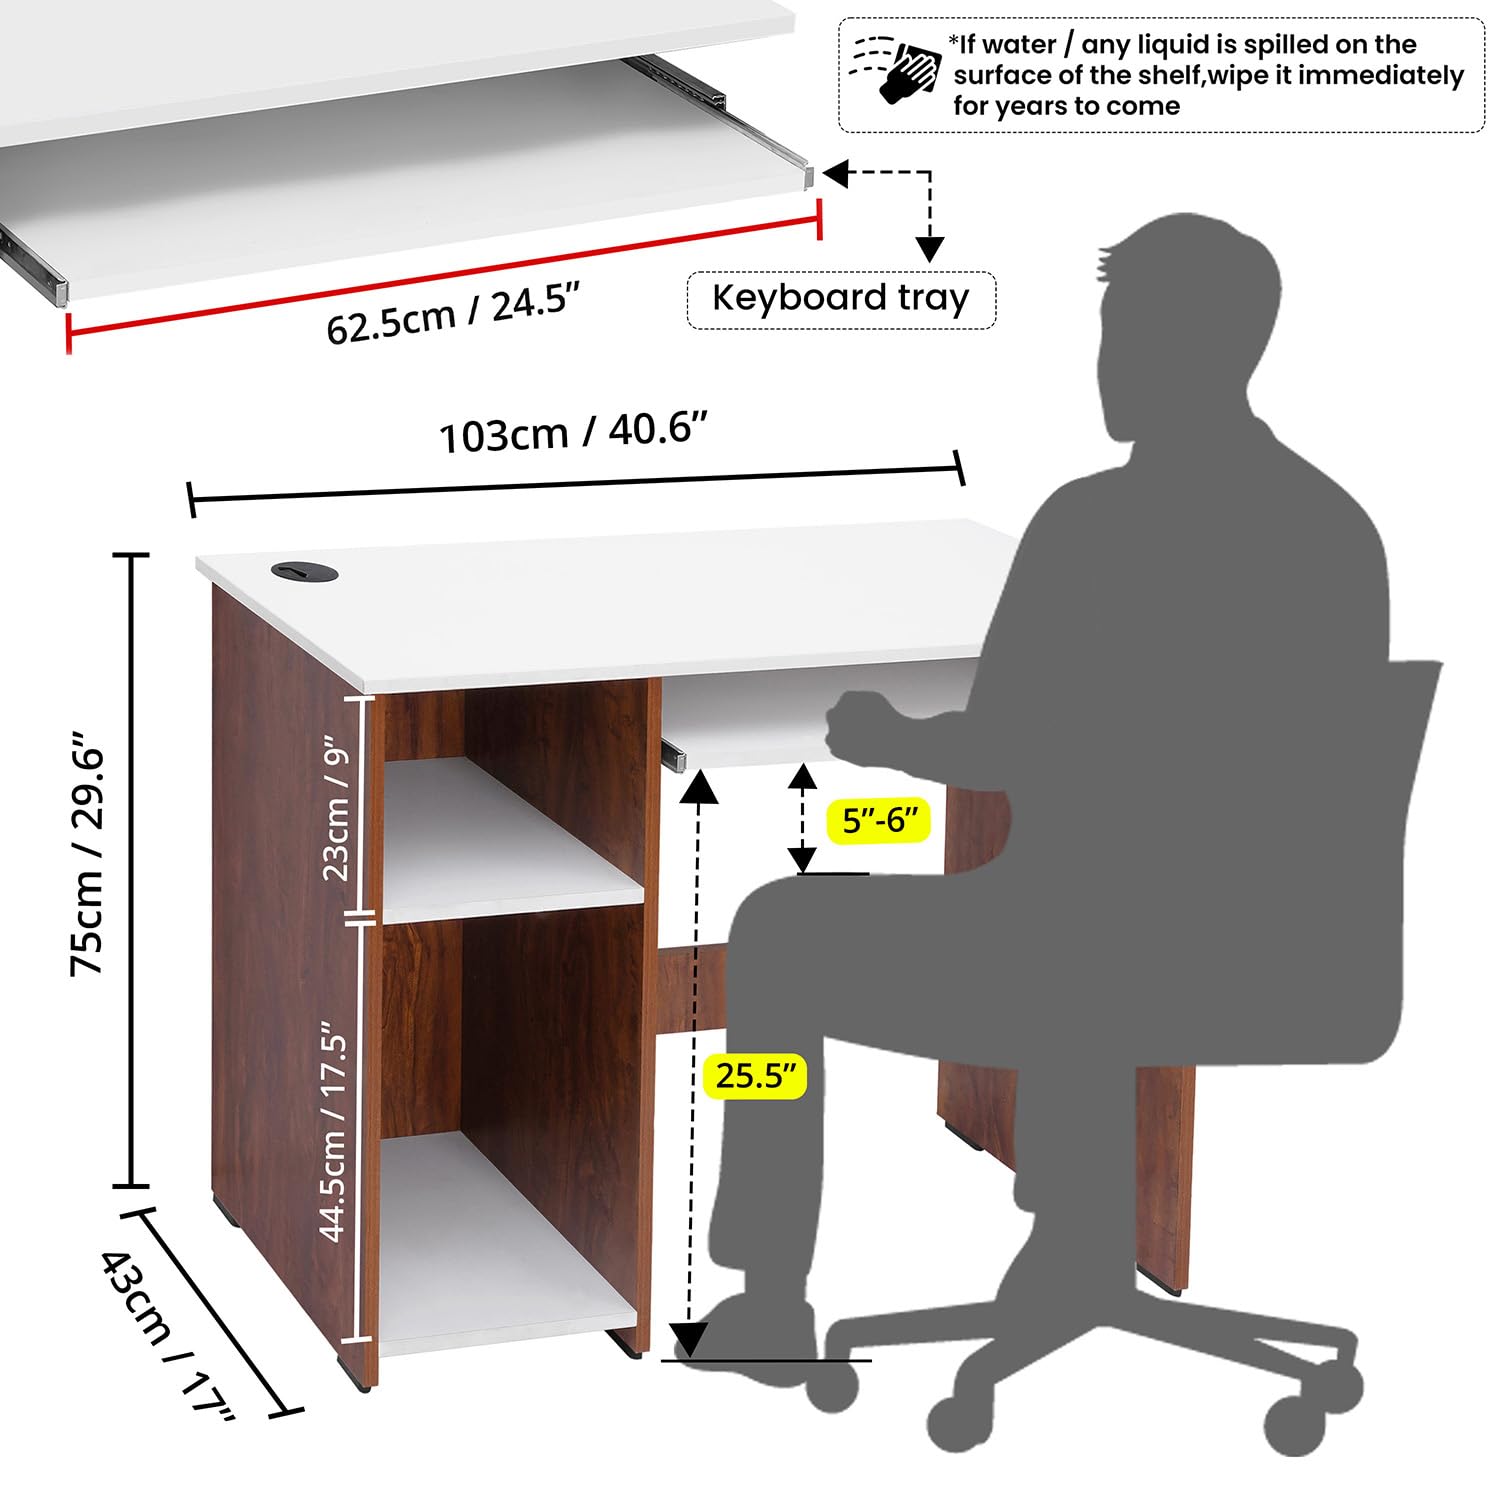 *If water / any liquid is spilled on the
surface of the shelf,wipe it immediately
for years to come
62.5cm / 24.5”
Keyboard tray
103cm / 40.6”
75cm / 29.6”
23cm / 9”
5”-6”
44.5cm / 17.5”
25.5”
43cm / 17”